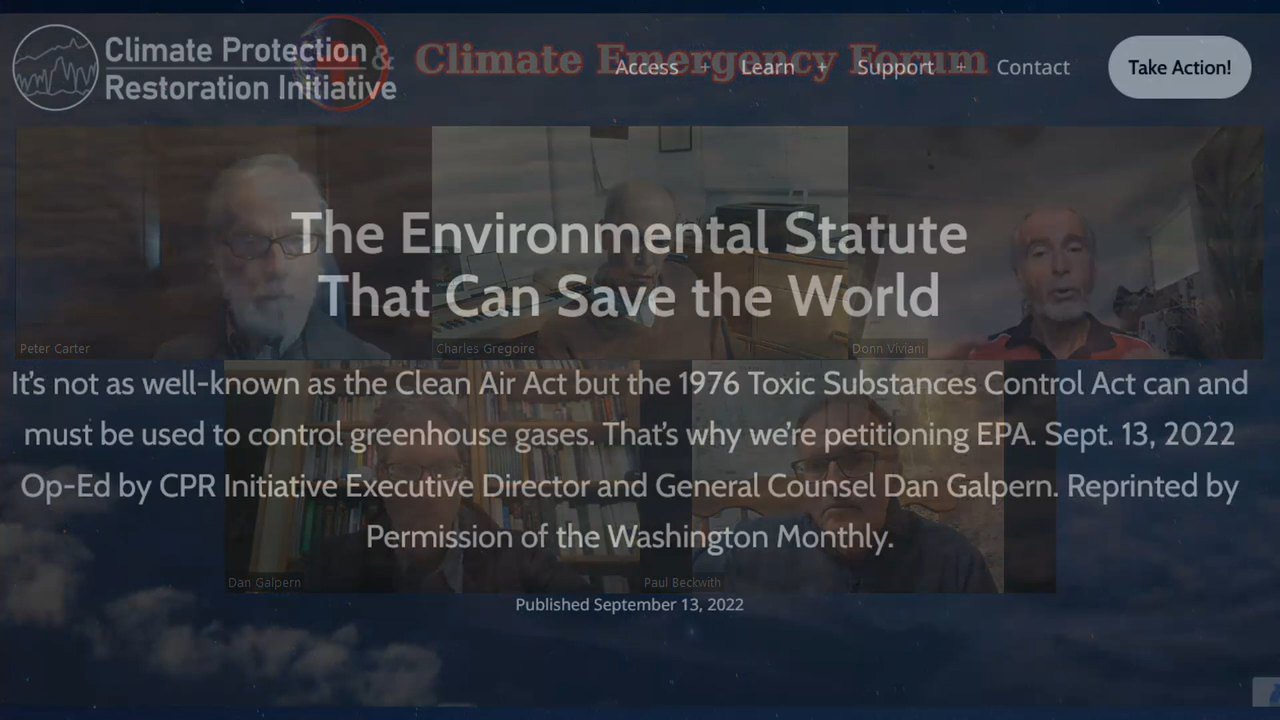 Climate Protection &
Restoration Initiative
Climate Emergency Forum
Access + Learn + Support + Contact
Take Action!
The Environmental Statute
That Can Save the World
Peter Carter
Charles Gregoire
Donn Viviani
It’s not as well-known as the Clean Air Act but the 1976 Toxic Substances Control Act can and
must be used to control greenhouse gases. That’s why we’re petitioning EPA. Sept. 13, 2022
Op-Ed by CPR Initiative Executive Director and General Counsel Dan Galpern. Reprinted by
Permission of the Washington Monthly.
Dan Galpern
Paul Beckwith
Published September 13, 2022